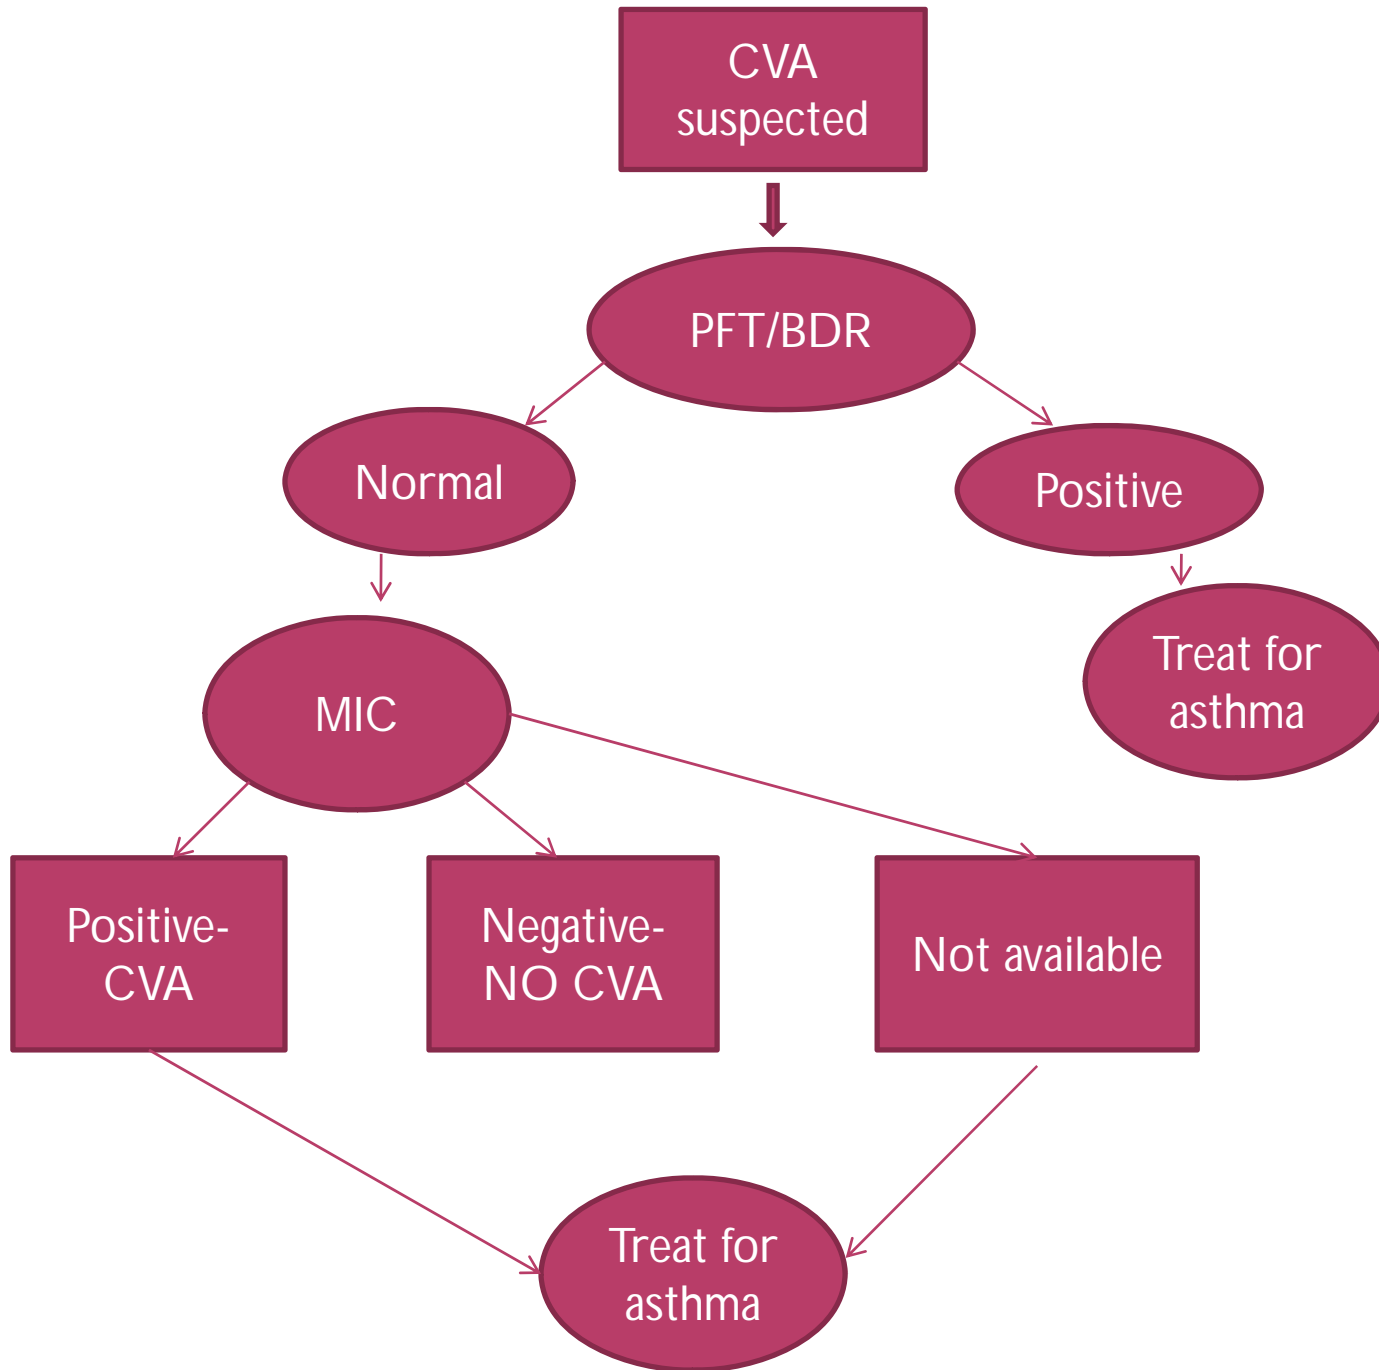 CVA
suspected
PFT/BDR
Normal
Positive
Treat for
asthma
MIC
Positive-
CVA
Negative-
NO CVA
Not available
Treat for
asthma